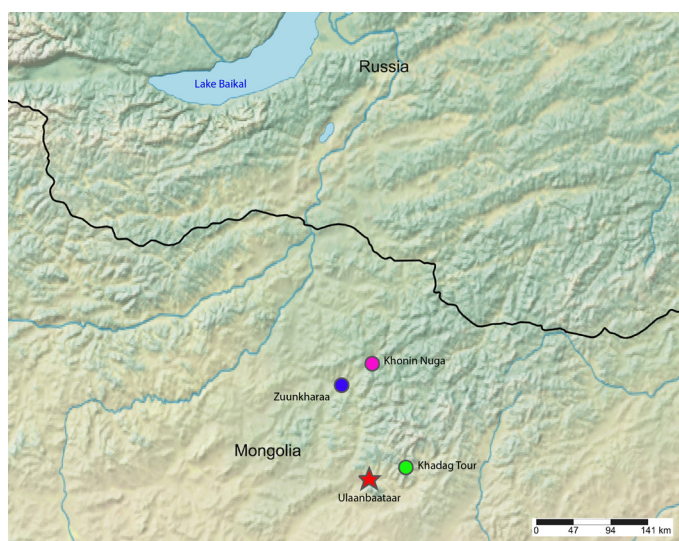 Russia
Lake Baikal
Khonin Nuga
Zuunkharaa
Mongolia
Khadag Tour
Ulaanbaataar
0 47 94 141 km